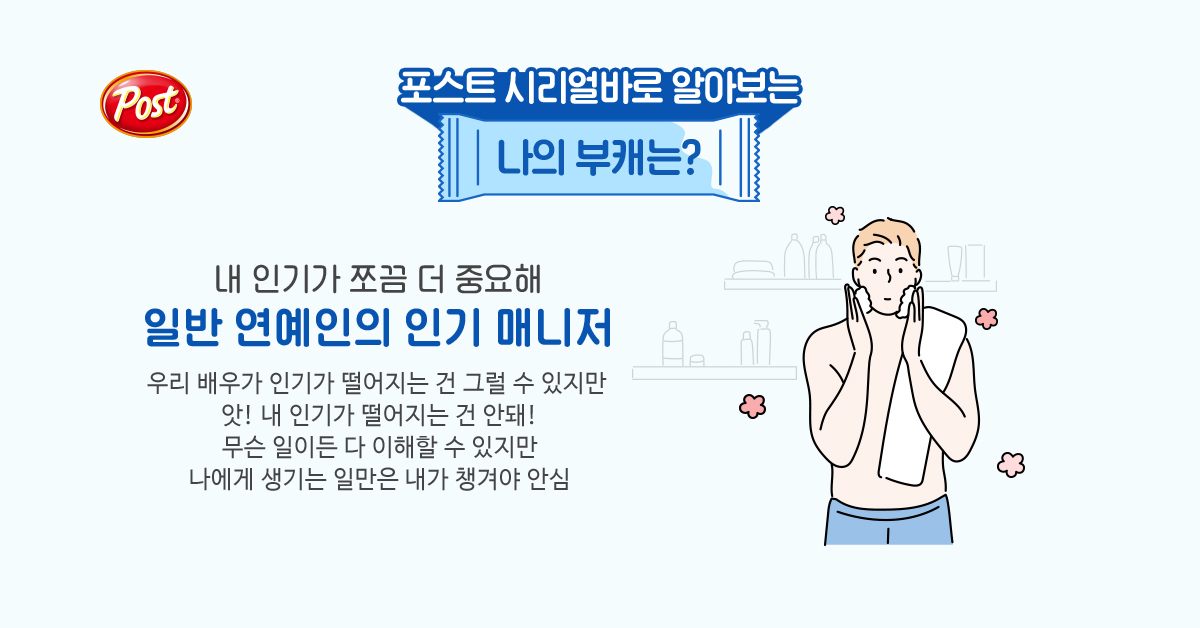 Post
포스트 시리얼바로 알아보는
나의 부캐는?
내 인기가 쪼끔 더 중요해
일반 연예인의 인기 매니저
우리 배우가 인기가 떨어지는 건 그럴 수 있지만
앗! 내 인기가 떨어지는 건 안돼!
무슨 일이든 다 이해할 수 있지만
나에게 생기는 일만은 내가 챙겨야 안심